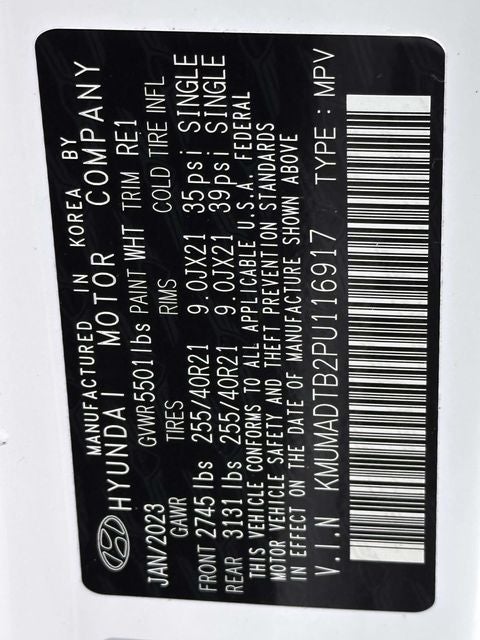 MANUFACTURED IN KOREA BY
HYUNDAI MOTOR COMPANY
JAN/2023 GVWR5501lbs PAINT WHT TRIM RE1
GAWR TIRES RIMS COLD TIRE INFL
FRONT 2745 lbs 255/40R21 9.0JX21 35psi SINGLE
REAR 3131 lbs 255/40R21 9.0JX21 39psi SINGLE
THIS VEHICLE CONFORMS TO ALL APPLICABLE U.S.A. FEDERAL
MOTOR VEHICLE SAFETY AND THEFT PREVENTION STANDARDS
IN EFFECT ON THE DATE OF MANUFACTURE SHOWN ABOVE
V.I.N KMUMADTB2PU116917 TYPE : MPV